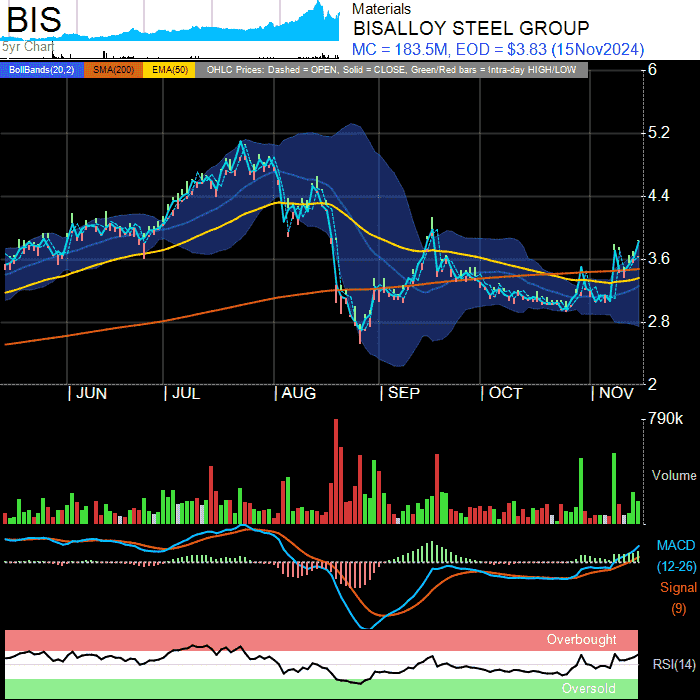 BIS
5yr Chart
Materials
BISALLOY STEEL GROUP
MC = 183.5M, EOD = $3.83 (15Nov2024)
BollBands(20,2) SMA(200) EMA(50) OHLC Prices: Dashed = OPEN, Solid = CLOSE, Green/Red bars = Intra-day HIGH/LOW
6
5.2
4.4
3.6
2.8
2
JUN JUL AUG SEP OCT NOV
790k
Volume
MACD
(12-26)
Signal
(9)
Overbought
RSI(14)
Oversold